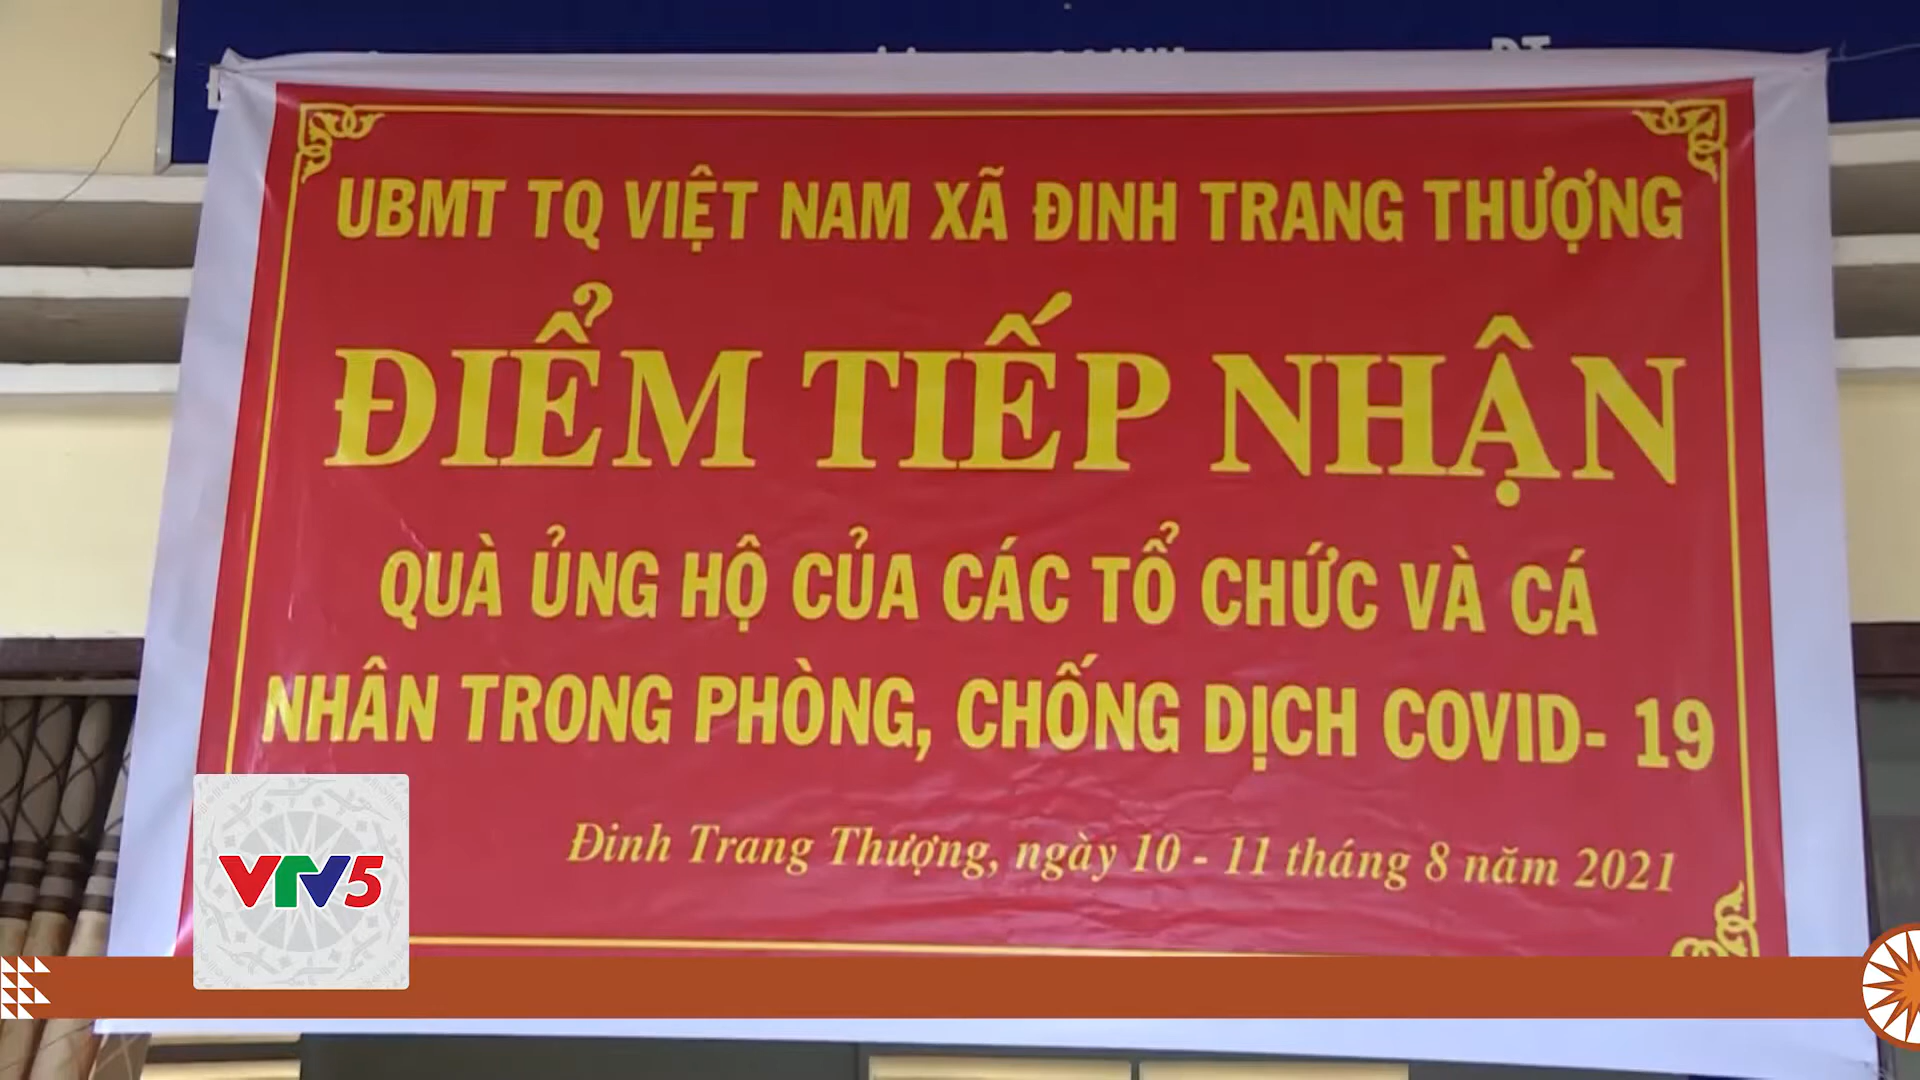 UBMT TQ VIỆT NAM XÃ ĐINH TRANG THƯỢNG
ĐIỂM TIẾP NHẬN
QUÀ ỦNG HỘ CỦA CÁC TỔ CHỨC VÀ CÁ
NHÂN TRONG PHÒNG, CHỐNG DỊCH COVID- 19
Đinh Trang Thượng, ngày 10 - 11 tháng 8 năm 2021
VTV5